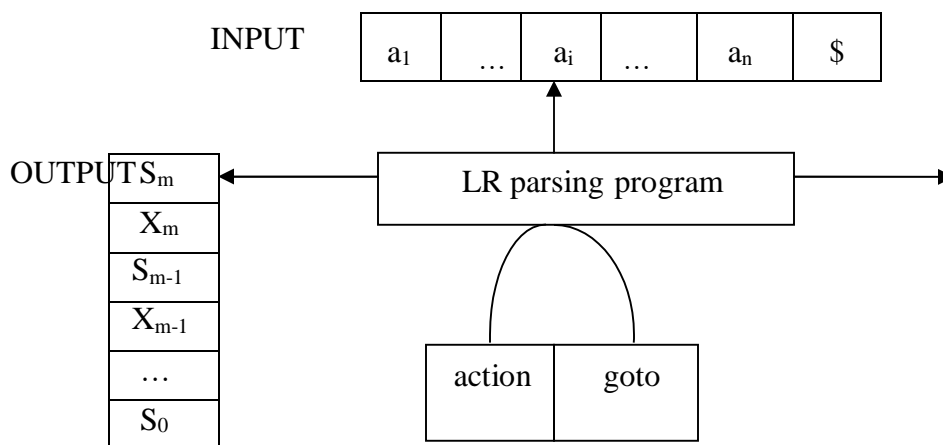 INPUT
a₁ … aᵢ … aₙ $
OUTPUT Sₘ LR parsing program
Xₘ
Sₘ₋₁
Xₘ₋₁
action goto
…
S₀